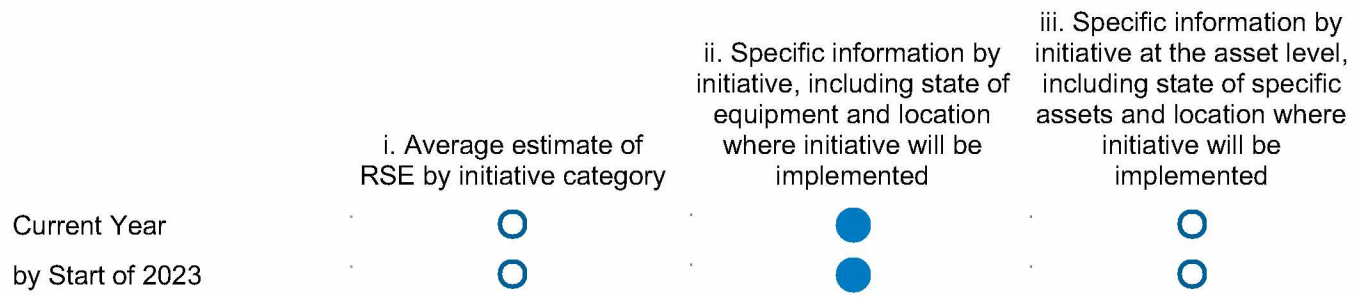 i. Average estimate of
RSE by initiative category
ii. Specific information by
initiative, including state of
equipment and location
where initiative will be
implemented
iii. Specific information by
initiative at the asset level,
including state of specific
assets and location where
initiative will be
implemented
Current Year
by Start of 2023